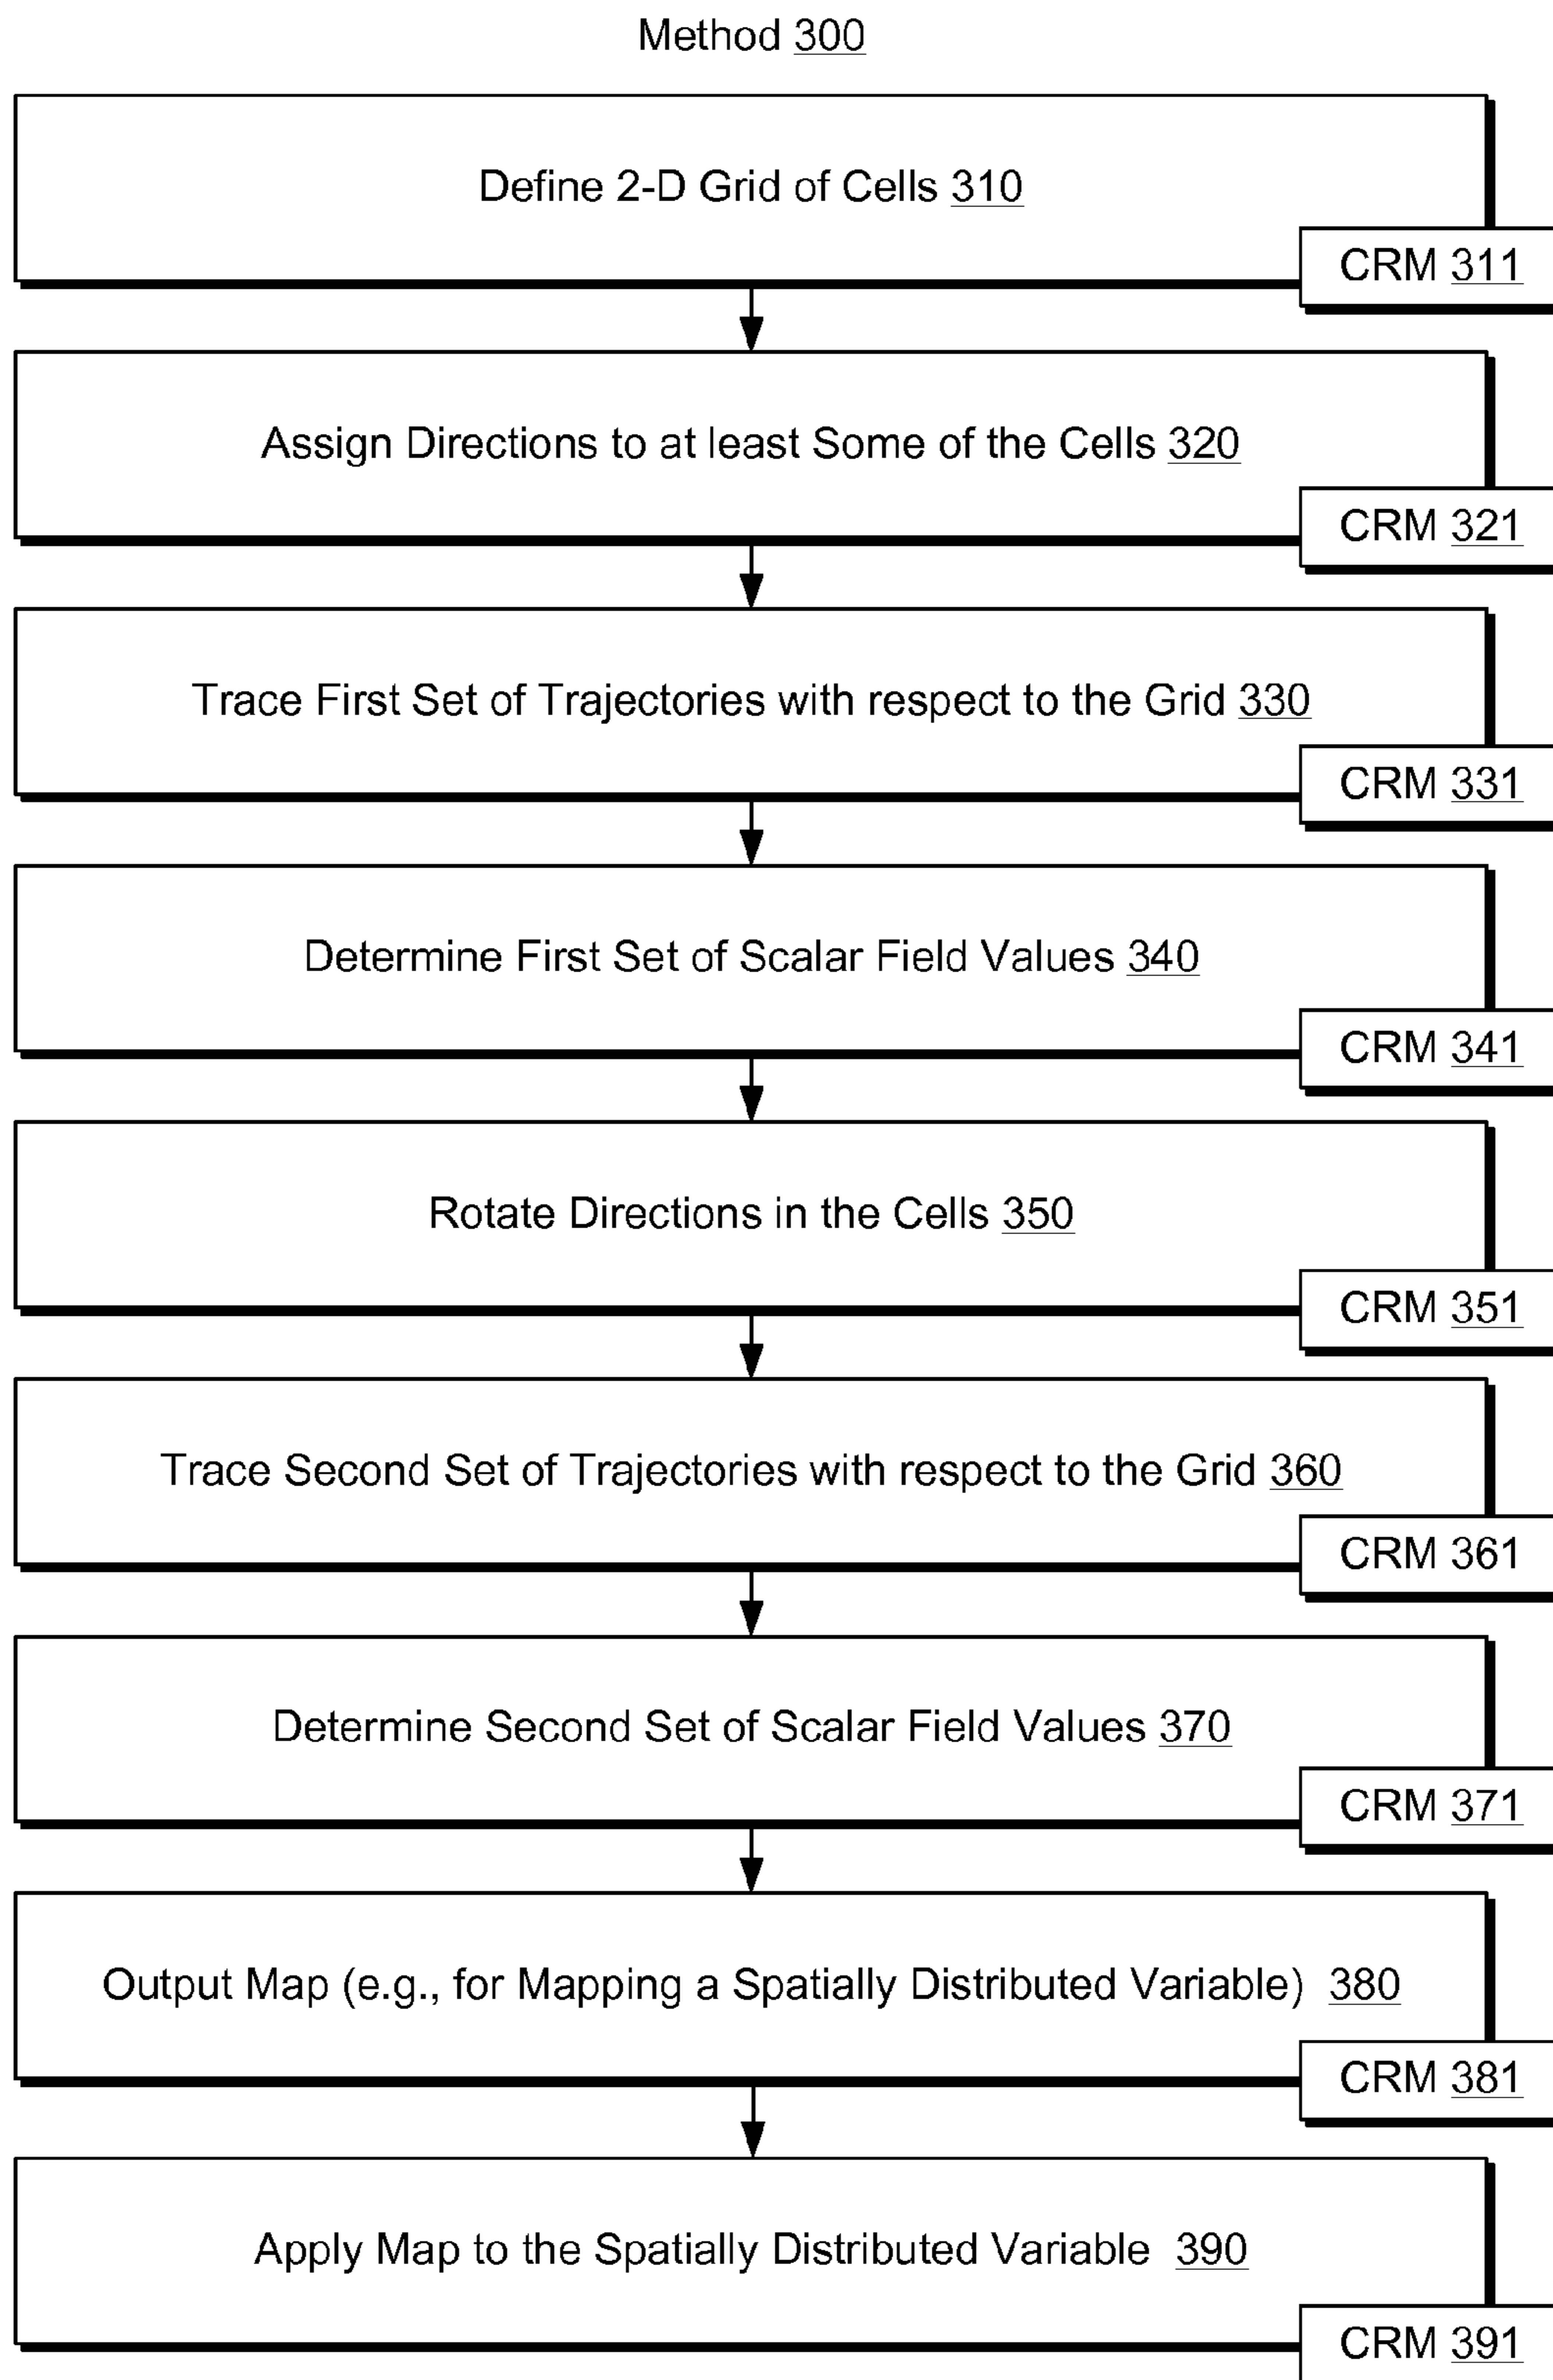 Method 300
Define 2-D Grid of Cells 310
CRM 311
Assign Directions to at least Some of the Cells 320
CRM 321
Trace First Set of Trajectories with respect to the Grid 330
CRM 331
Determine First Set of Scalar Field Values 340
CRM 341
Rotate Directions in the Cells 350
CRM 351
Trace Second Set of Trajectories with respect to the Grid 360
CRM 361
Determine Second Set of Scalar Field Values 370
CRM 371
Output Map (e.g., for Mapping a Spatially Distributed Variable) 380
CRM 381
Apply Map to the Spatially Distributed Variable 390
CRM 391